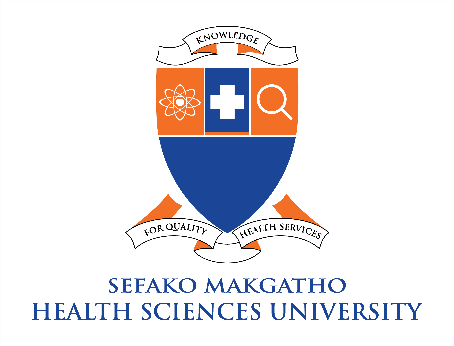 KNOWLEDGE
FOR QUALITY
HEALTH SERVICES
SEFAKO MAKGATHO
HEALTH SCIENCES UNIVERSITY